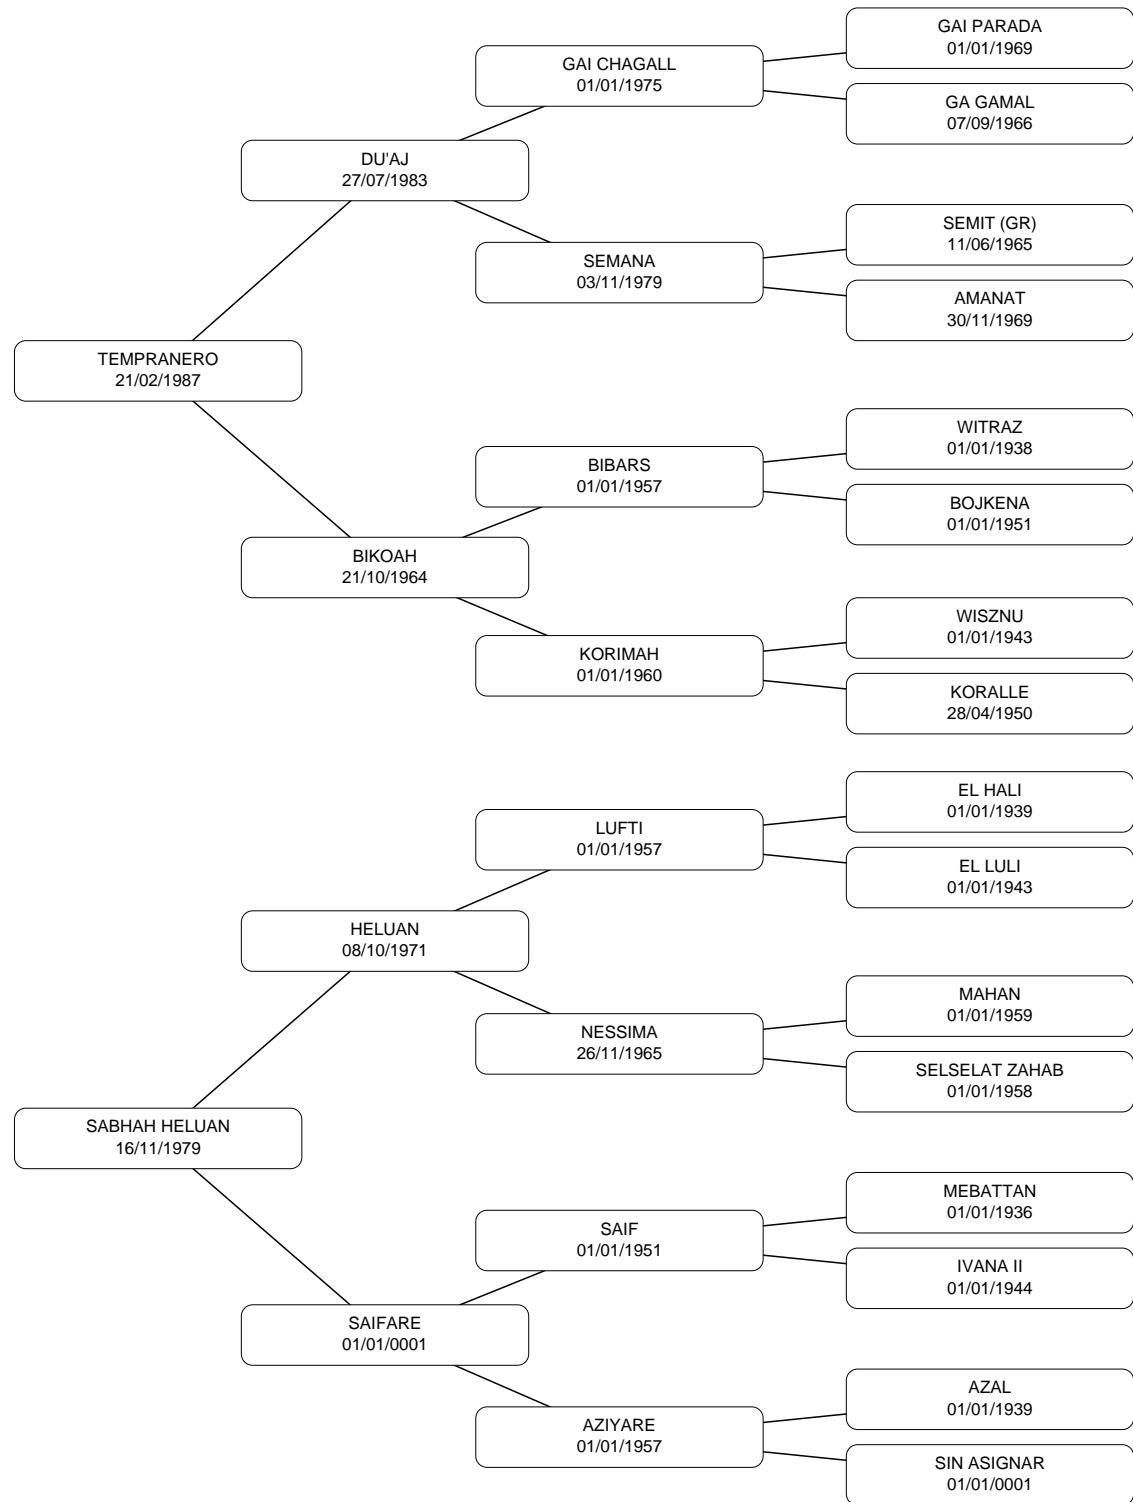 GAI PARADA
01/01/1969
GAI CHAGALL
01/01/1975
GA GAMAL
07/09/1966
DU'AJ
27/07/1983
SEMIT (GR)
11/06/1965
SEMANA
03/11/1979
AMANAT
30/11/1969
TEMPRANERO
21/02/1987
WITRAZ
01/01/1938
BIBARS
01/01/1957
BOJKENA
01/01/1951
BIKOAH
21/10/1964
WISZNU
01/01/1943
KORIMAH
01/01/1960
KORALLE
28/04/1950
EL HALI
01/01/1939
LUFTI
01/01/1957
EL LULI
01/01/1943
HELUAN
08/10/1971
MAHAN
01/01/1959
NESSIMA
26/11/1965
SELSELAT ZAHAB
01/01/1958
SABHAH HELUAN
16/11/1979
MEBATTAN
01/01/1936
SAIF
01/01/1951
IVANA II
01/01/1944
SAIFARE
01/01/0001
AZAL
01/01/1939
AZIYARE
01/01/1957
SIN ASIGNAR
01/01/0001